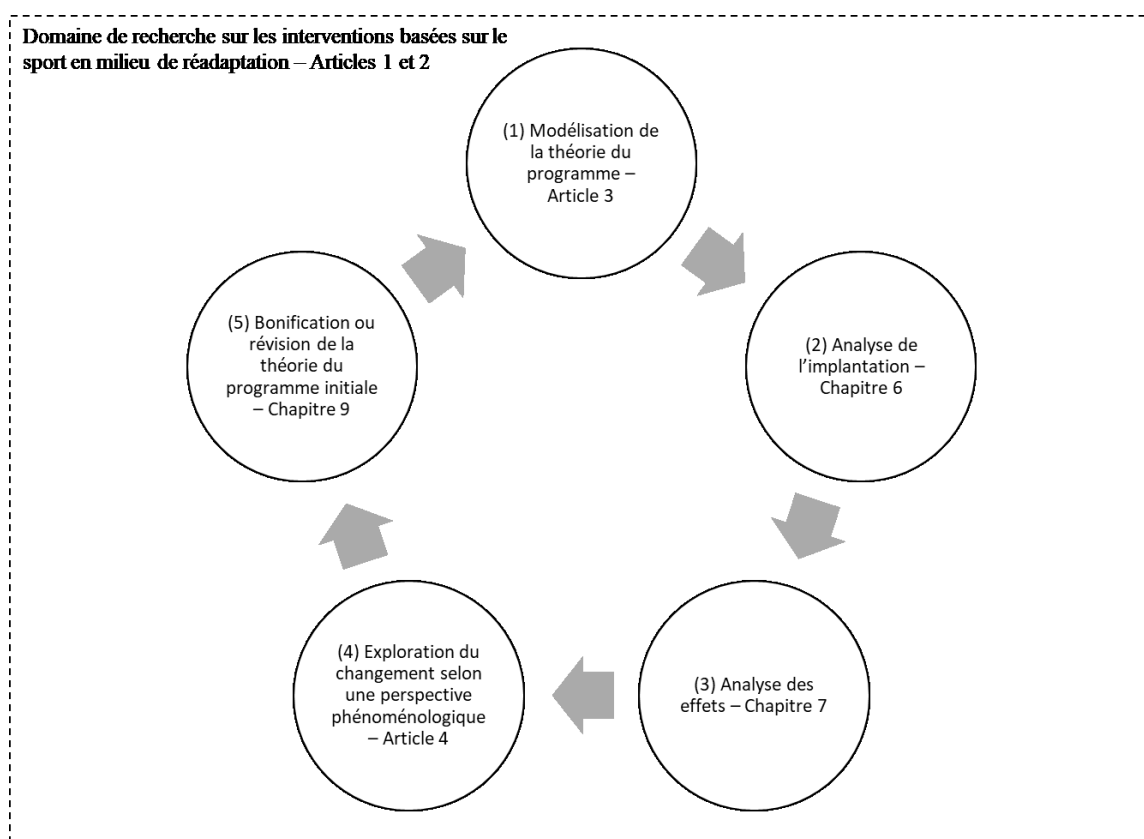 Domaine de recherche sur les interventions basées sur le
sport en milieu de réadaptation – Articles 1 et 2
(1) Modélisation de
la théorie du
programme –
Article 3
(2) Analyse de
l’implantation –
Chapitre 6
(3) Analyse des
effets – Chapitre 7
(4) Exploration du
changement selon
une perspective
phénoménologique
– Article 4
(5) Bonification ou
révision de la
théorie du
programme initiale
– Chapitre 9